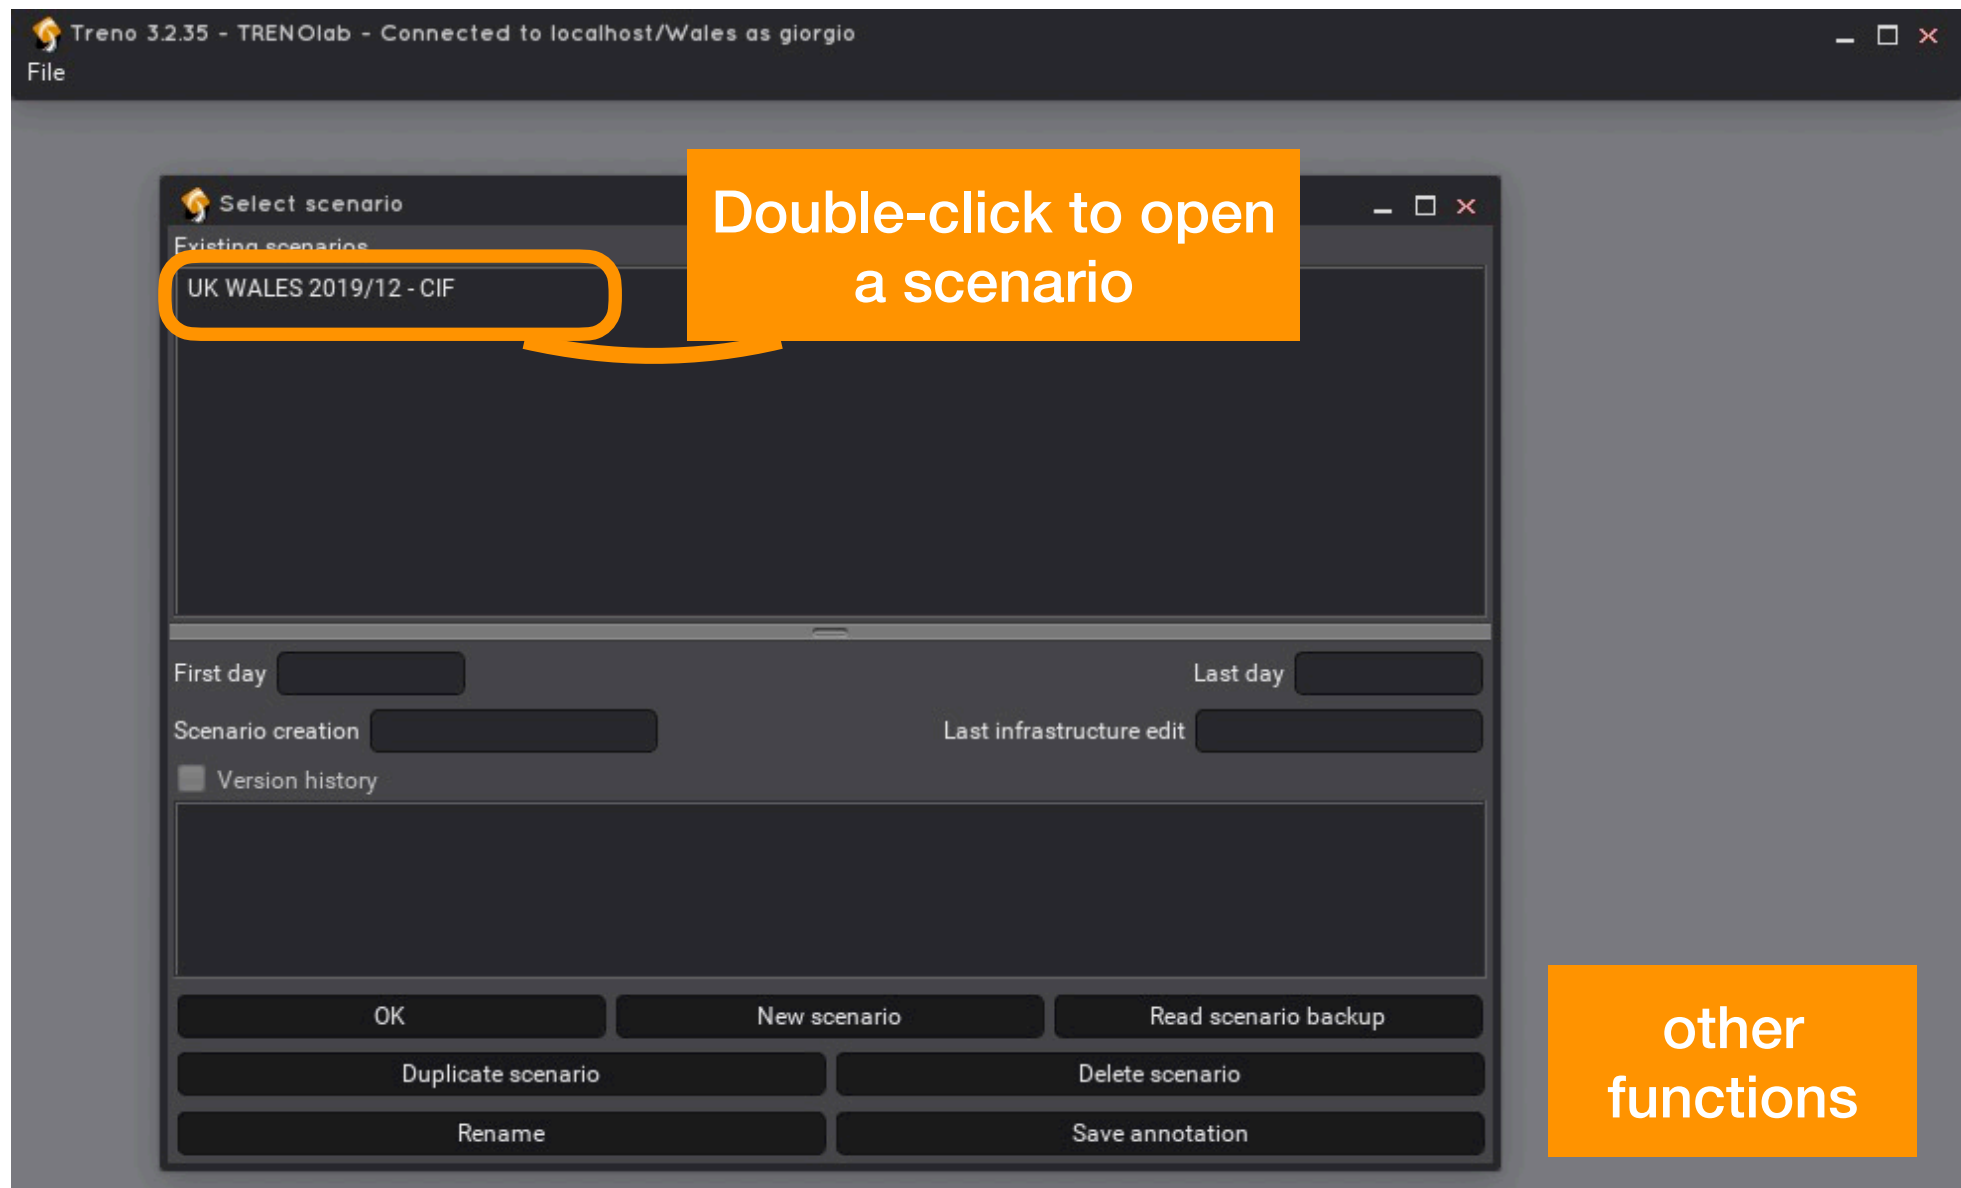 Treno 3.2.35 - TRENOlab - Connected to localhost/Wales as giorgio
File
Select scenario
Double-click to open
a scenario
Existing scenarios
UK WALES 2019/12 - CIF
First day
Last day
Scenario creation
Last infrastructure edit
Version history
OK
New scenario
Read scenario backup
Duplicate scenario
Delete scenario
Rename
Save annotation
other
functions